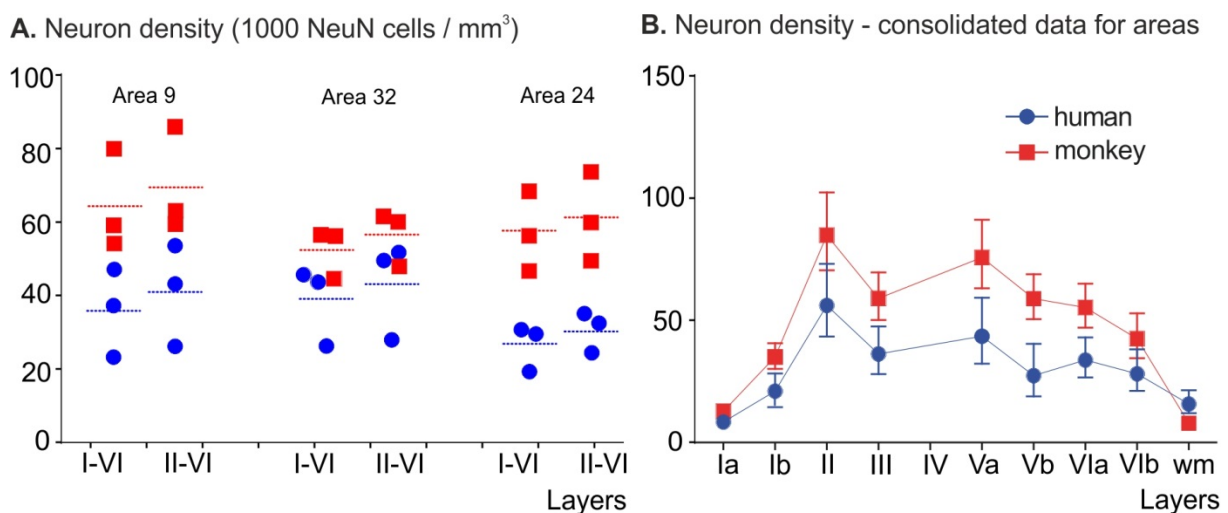 A. Neuron density (1000 NeuN cells / mm³)
100
80
60
40
20
0
Area 9
Area 32
Area 24
I-VI
II-VI
I-VI
II-VI
I-VI
II-VI
Layers
B. Neuron density - consolidated data for areas
150
100
50
0
human
monkey
Ia Ib II III IV Va Vb VIa VIb wm
Layers